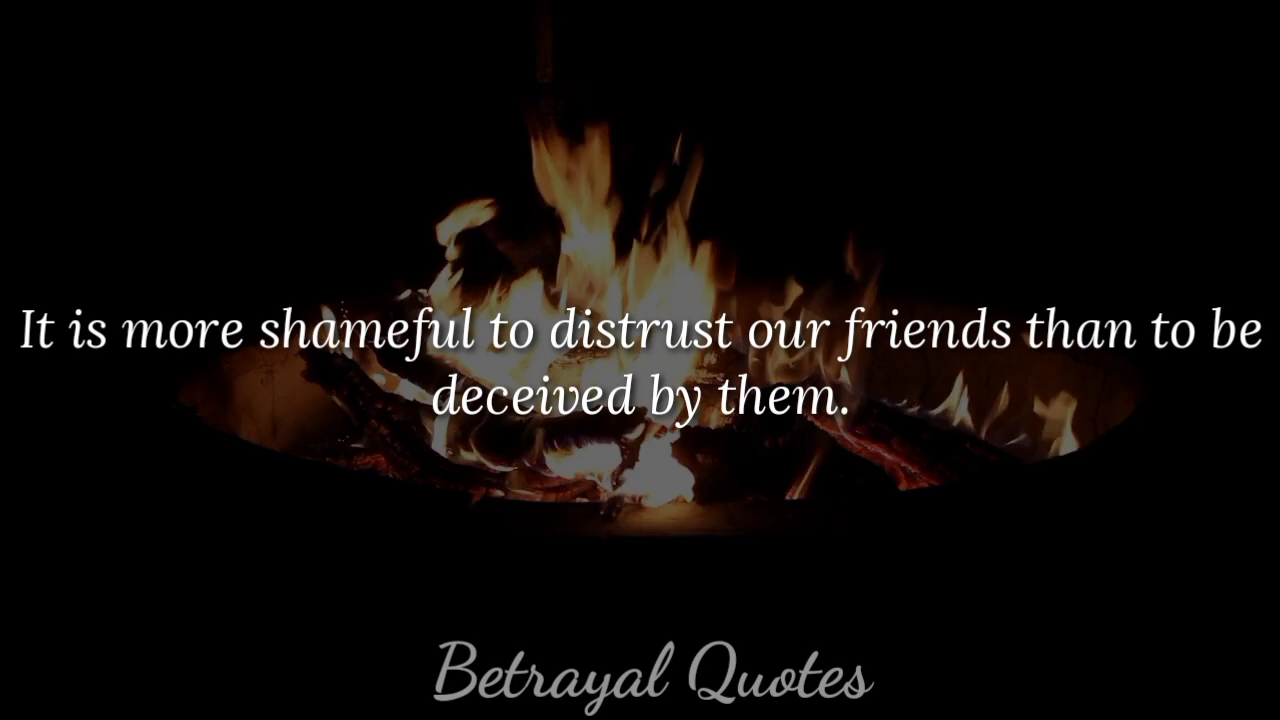 It is more shameful to distrust our friends than to be
deceived by them.
Betrayal Quotes